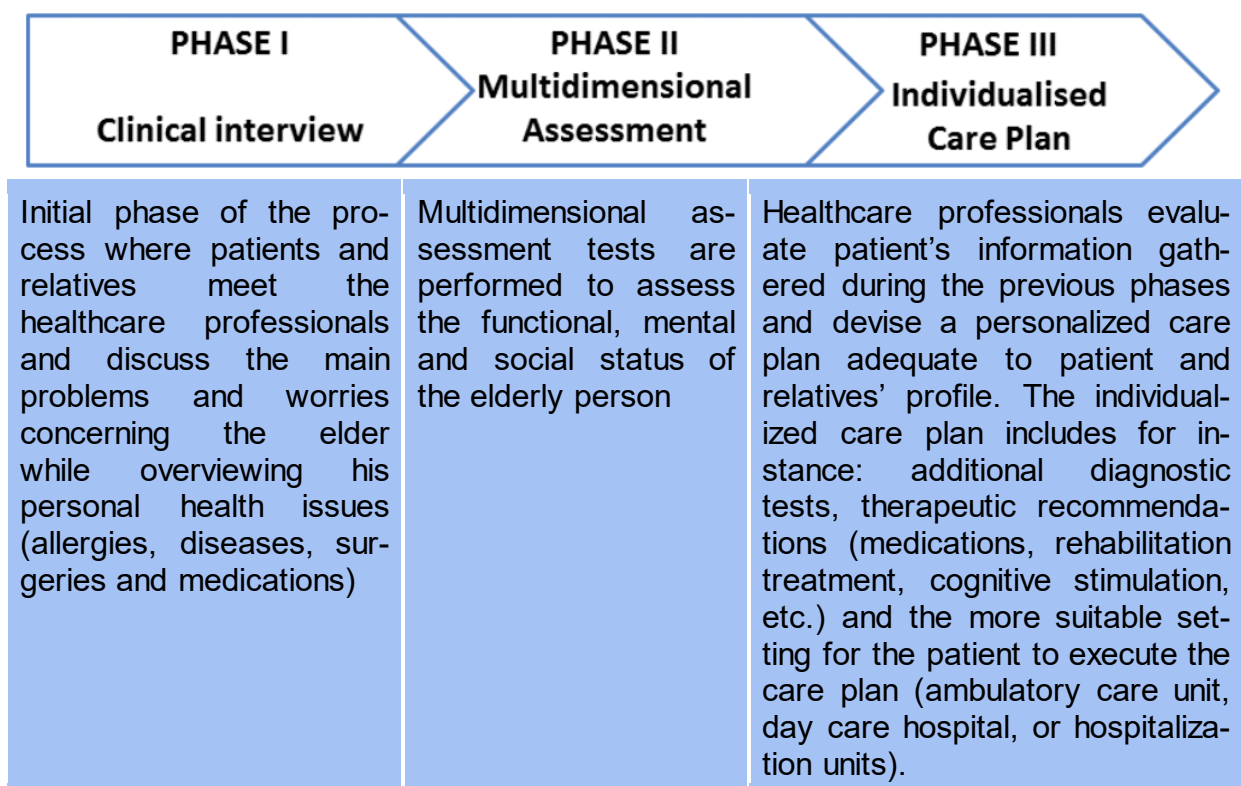 PHASE I
Clinical interview
PHASE II
Multidimensional
Assessment
PHASE III
Individualised
Care Plan
Initial phase of the pro-
cess where patients and
relatives meet the
healthcare professionals
and discuss the main
problems and worries
concerning the elder
while overviewing his
personal health issues
(allergies, diseases, sur-
geries and medications)
Multidimensional as-
sessment tests are
performed to assess
the functional, mental
and social status of
the elderly person
Healthcare professionals evalu-
ate patient’s information gath-
ered during the previous phases
and devise a personalized care
plan adequate to patient and
relatives’ profile. The individual-
ized care plan includes for in-
stance: additional diagnostic
tests, therapeutic recommenda-
tions (medications, rehabilitation
treatment, cognitive stimulation,
etc.) and the more suitable set-
ting for the patient to execute the
care plan (ambulatory care unit,
day care hospital, or hospitaliza-
tion units).